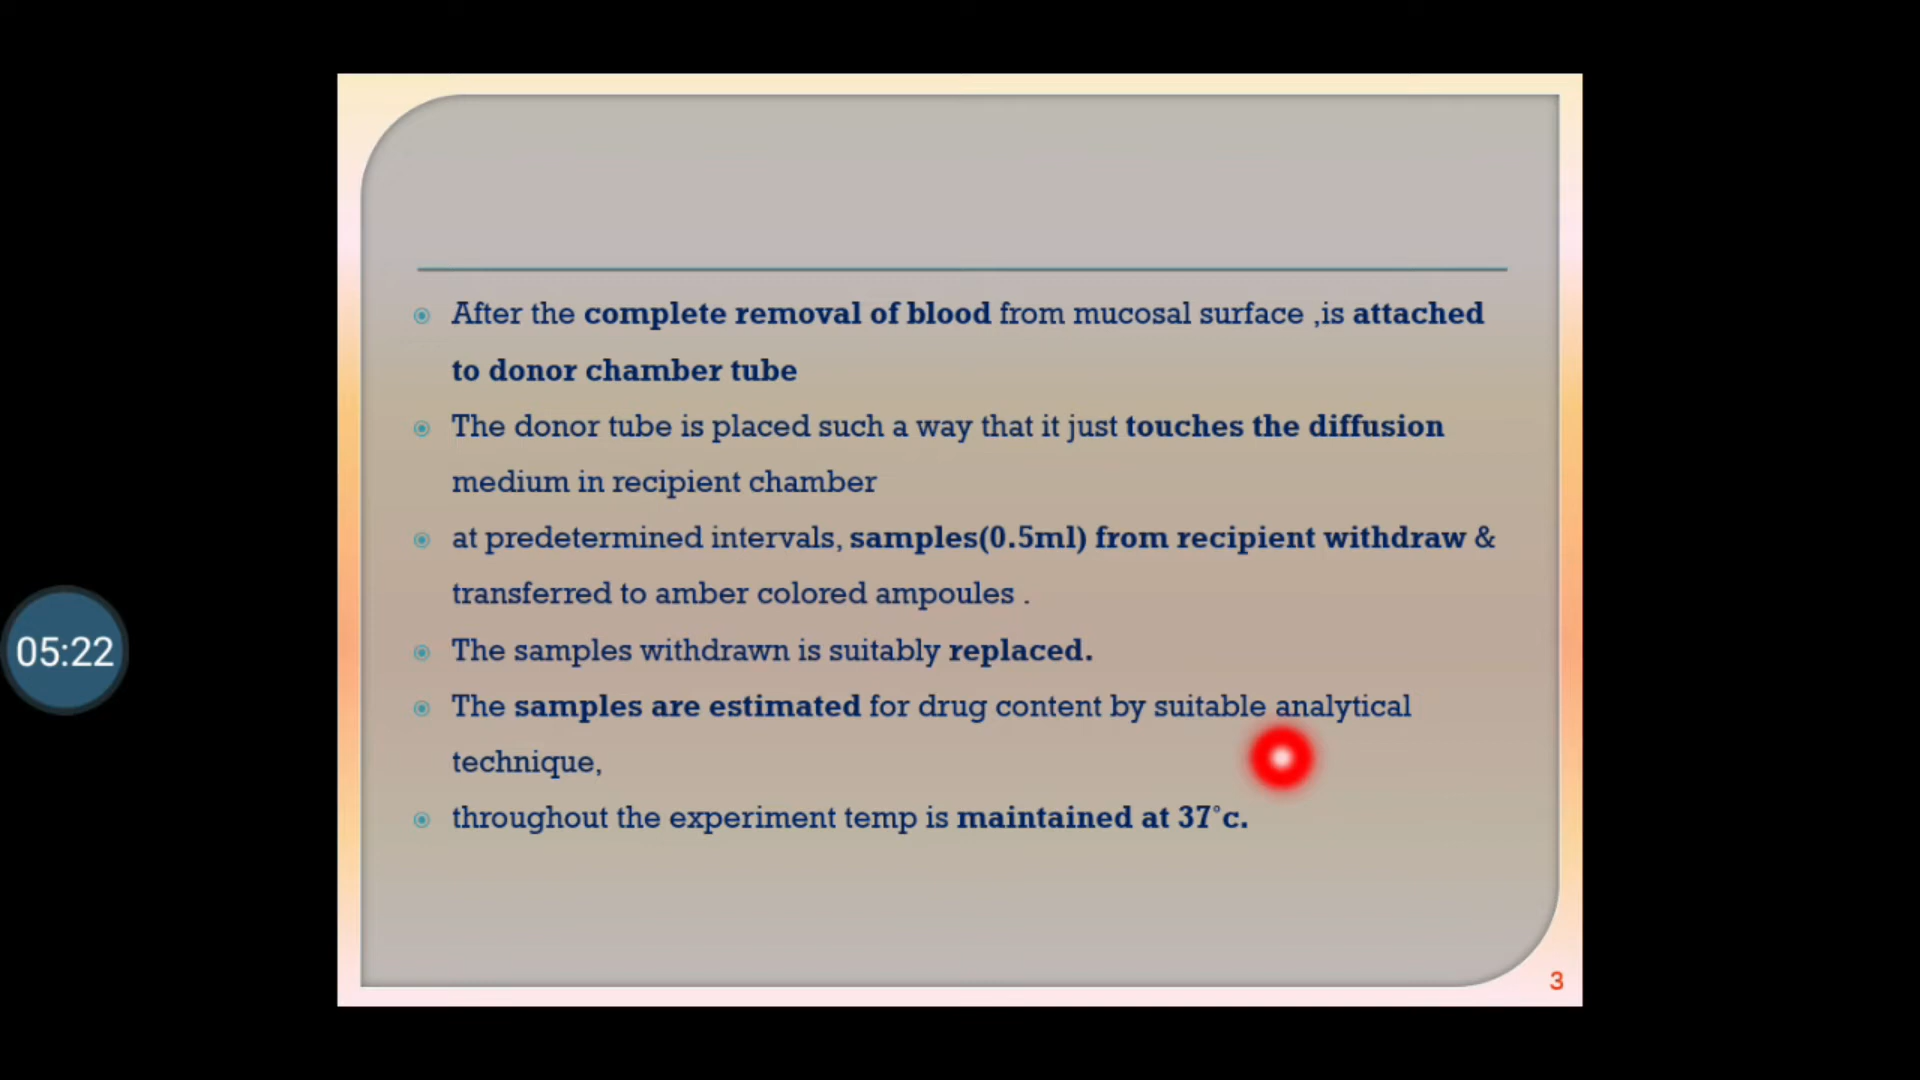 After the complete removal of blood from mucosal surface ,is attached
to donor chamber tube
The donor tube is placed such a way that it just touches the diffusion
medium in recipient chamber
at predetermined intervals, samples(0.5ml) from recipient withdraw &
transferred to amber colored ampoules .
The samples withdrawn is suitably replaced.
05:22
The samples are estimated for drug content by suitable analytical
technique,
throughout the experiment temp is maintained at 37°c.
3